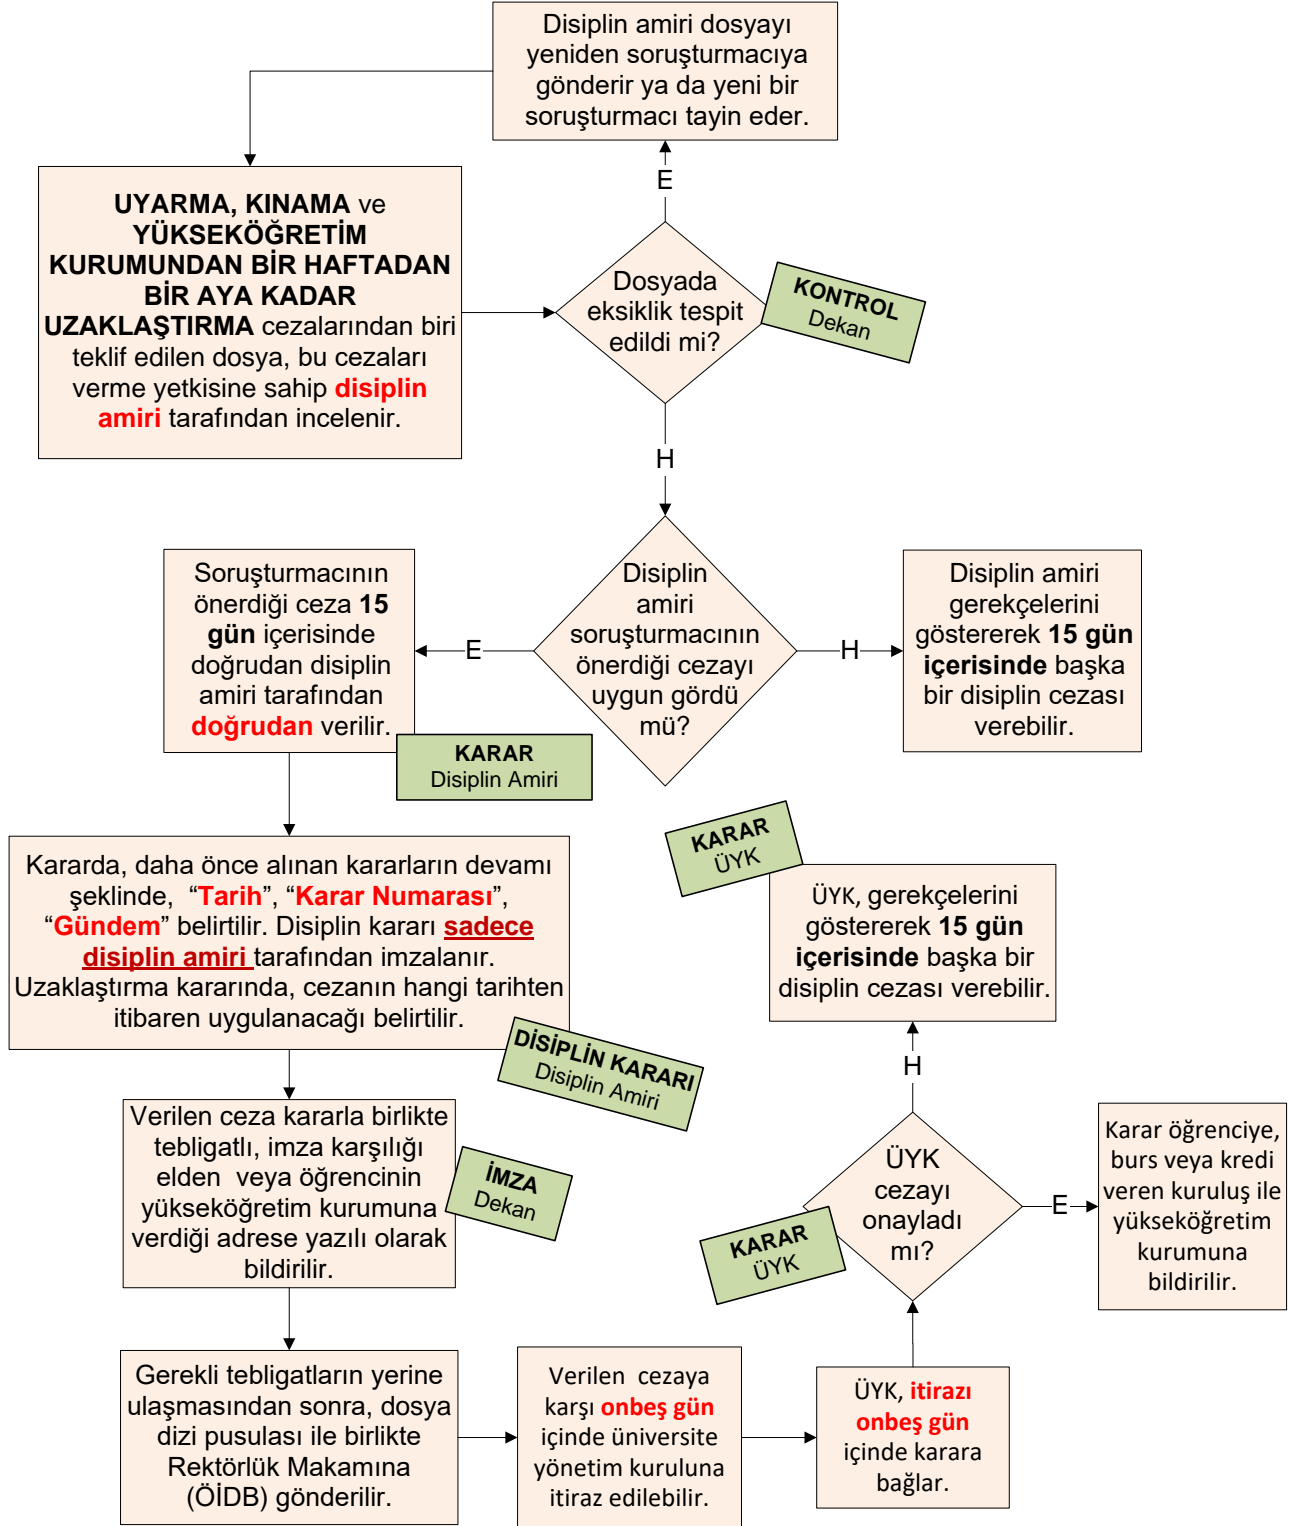 Disiplin amiri dosyayı
yeniden soruşturmacıya
gönderir ya da yeni bir
soruşturmacı tayin eder.
E
UYARMA, KINAMA ve
YÜKSEKÖĞRETİM
KURUMUNDAN BİR HAFTADAN
BİR AYA KADAR
UZAKLAŞTIRMA cezalarından biri
teklif edilen dosya, bu cezaları
verme yetkisine sahip disiplin
amiri tarafından incelenir.
Dosyada
eksiklik tespit
edildi mi?
KONTROL
Dekan
H
Soruşturmacının
önerdiği ceza 15
gün içerisinde
doğrudan disiplin
amiri tarafından
doğrudan verilir.
E
Disiplin
amiri
soruşturmacının
önerdiği cezayı
uygun gördü
mü?
H
Disiplin amiri
gerekçelerini
göstererek 15 gün
içerisinde başka
bir disiplin cezası
verebilir.
KARAR
Disiplin Amiri
Kararda, daha önce alınan kararların devamı
şeklinde, “Tarih”, “Karar Numarası”,
“Gündem” belirtilir. Disiplin kararı sadece
disiplin amiri tarafından imzalanır.
Uzaklaştırma kararında, cezanın hangi tarihten
itibaren uygulanacağı belirtilir.
DİSİPLİN KARARI
Disiplin Amiri
KARAR
ÜYK
ÜYK, gerekçelerini
göstererek 15 gün
içerisinde başka bir
disiplin cezası verebilir.
H
Verilen ceza kararla birlikte
tebligatlı, imza karşılığı
elden veya öğrencinin
yükseköğretim kurumuna
verdiği adrese yazılı olarak
bildirilir.
İMZA
Dekan
ÜYK
cezayı
onayladı
mı?
KARAR
ÜYK
E
Karar öğrenciye,
burs veya kredi
veren kuruluş ile
yükseköğretim
kurumuna
bildirilir.
Gerekli tebligatların yerine
ulaşmasından sonra, dosya
dizi pusulası ile birlikte
Rektörlük Makamına
(ÖİDB) gönderilir.
Verilen cezaya
karşı onbeş gün
içinde üniversite
yönetim kuruluna
itiraz edilebilir.
ÜYK, itirazı
onbeş gün
içinde karara
bağlar.